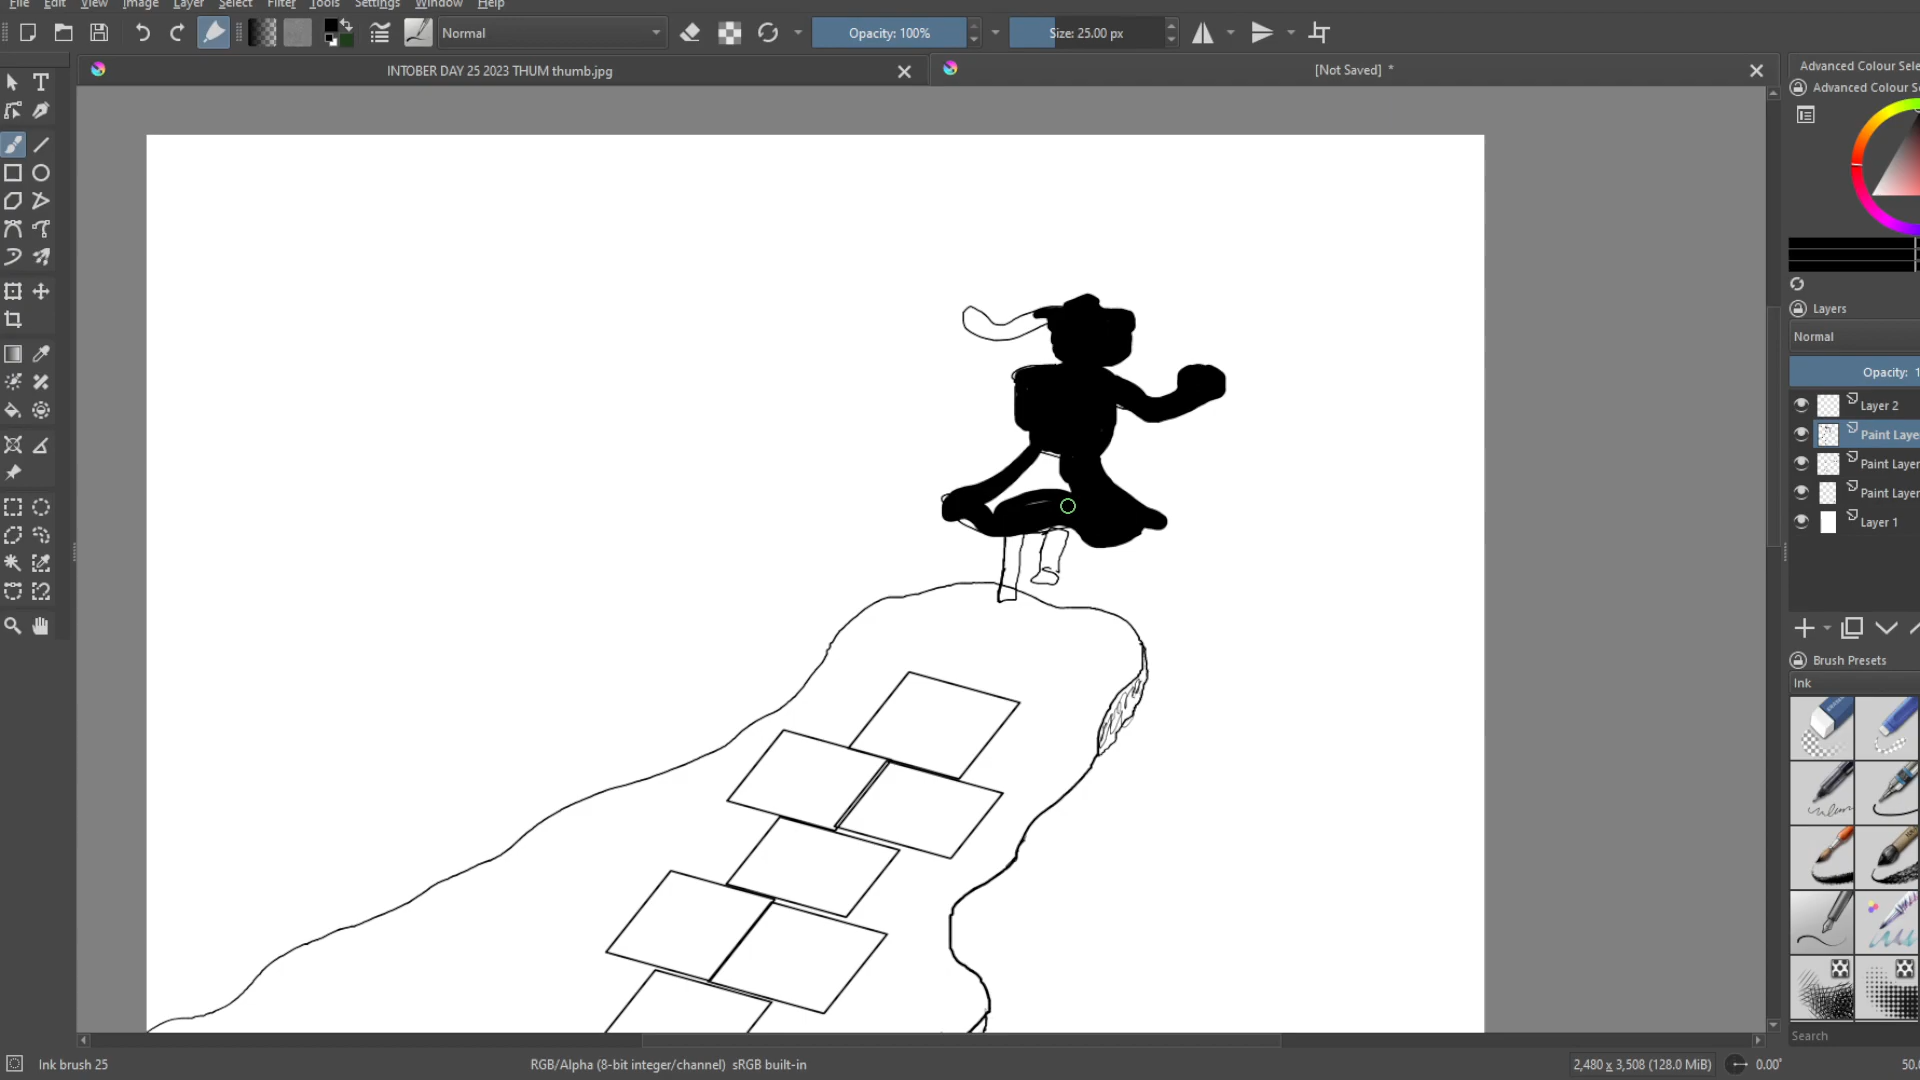 File Edit View Image Layer Select Filter Tools Settings Window Help
Normal
Opacity: 100%
Size: 25.00 px
INTOBER DAY 25 2023 THUM thumb.jpg
[Not Saved] *
Advanced Colour Sele
Advanced Colour Se
Layers
Normal
Opacity: 1
Layer 2
Paint Laye
Paint Layer
Paint Layer
Layer 1
Brush Presets
Ink
Search
Ink brush 25
RGB/Alpha (8-bit integer/channel) sRGB built-in
2,480 x 3,508 (128.0 MiB)
0.00°
50.0